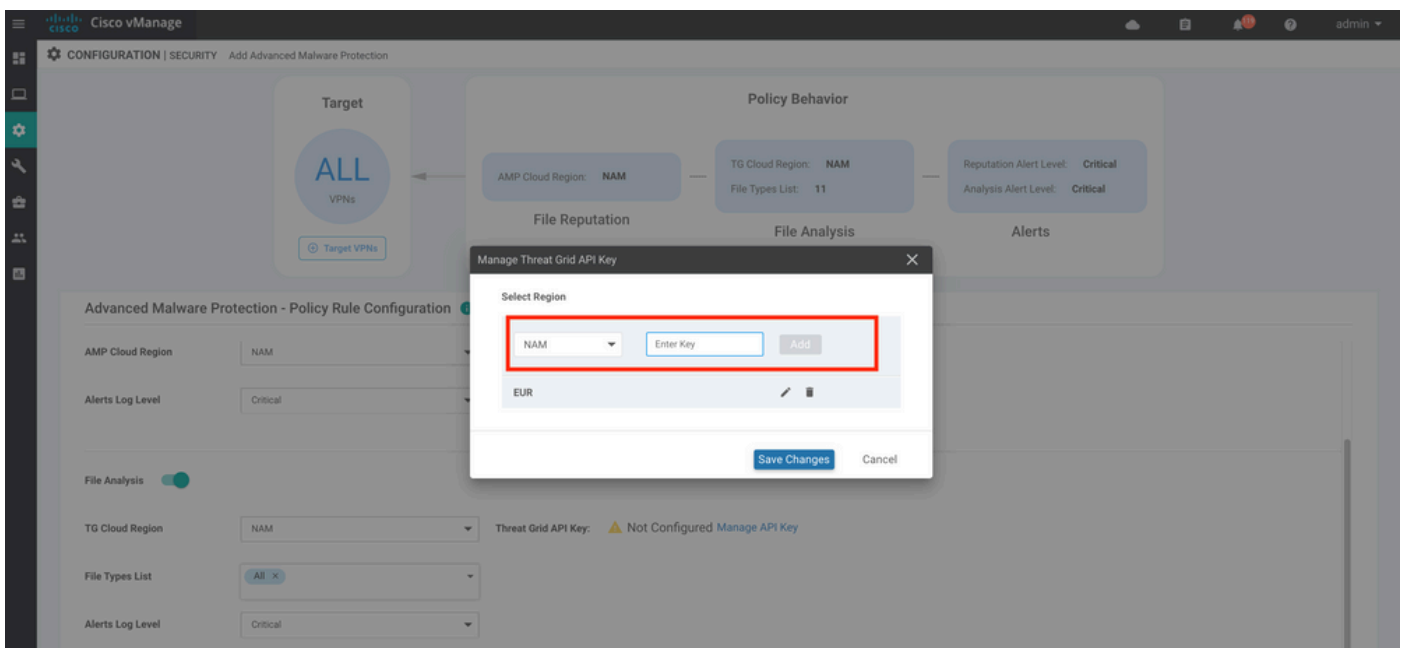 cisco Cisco vManage
admin
CONFIGURATION | SECURITY Add Advanced Malware Protection
Target
Policy Behavior
ALL
VPNs
Target VPNs
AMP Cloud Region: NAM
File Reputation
TG Cloud Region: NAM
File Types List: 11
File Analysis
Reputation Alert Level: Critical
Analysis Alert Level: Critical
Alerts
Manage Threat Grid API Key
Select Region
NAM Enter Key Add
EUR
Save Changes Cancel
Advanced Malware Protection - Policy Rule Configuration
AMP Cloud Region NAM
Alerts Log Level Critical
File Analysis
TG Cloud Region NAM Threat Grid API Key: Not Configured Manage API Key
File Types List All ×
Alerts Log Level Critical